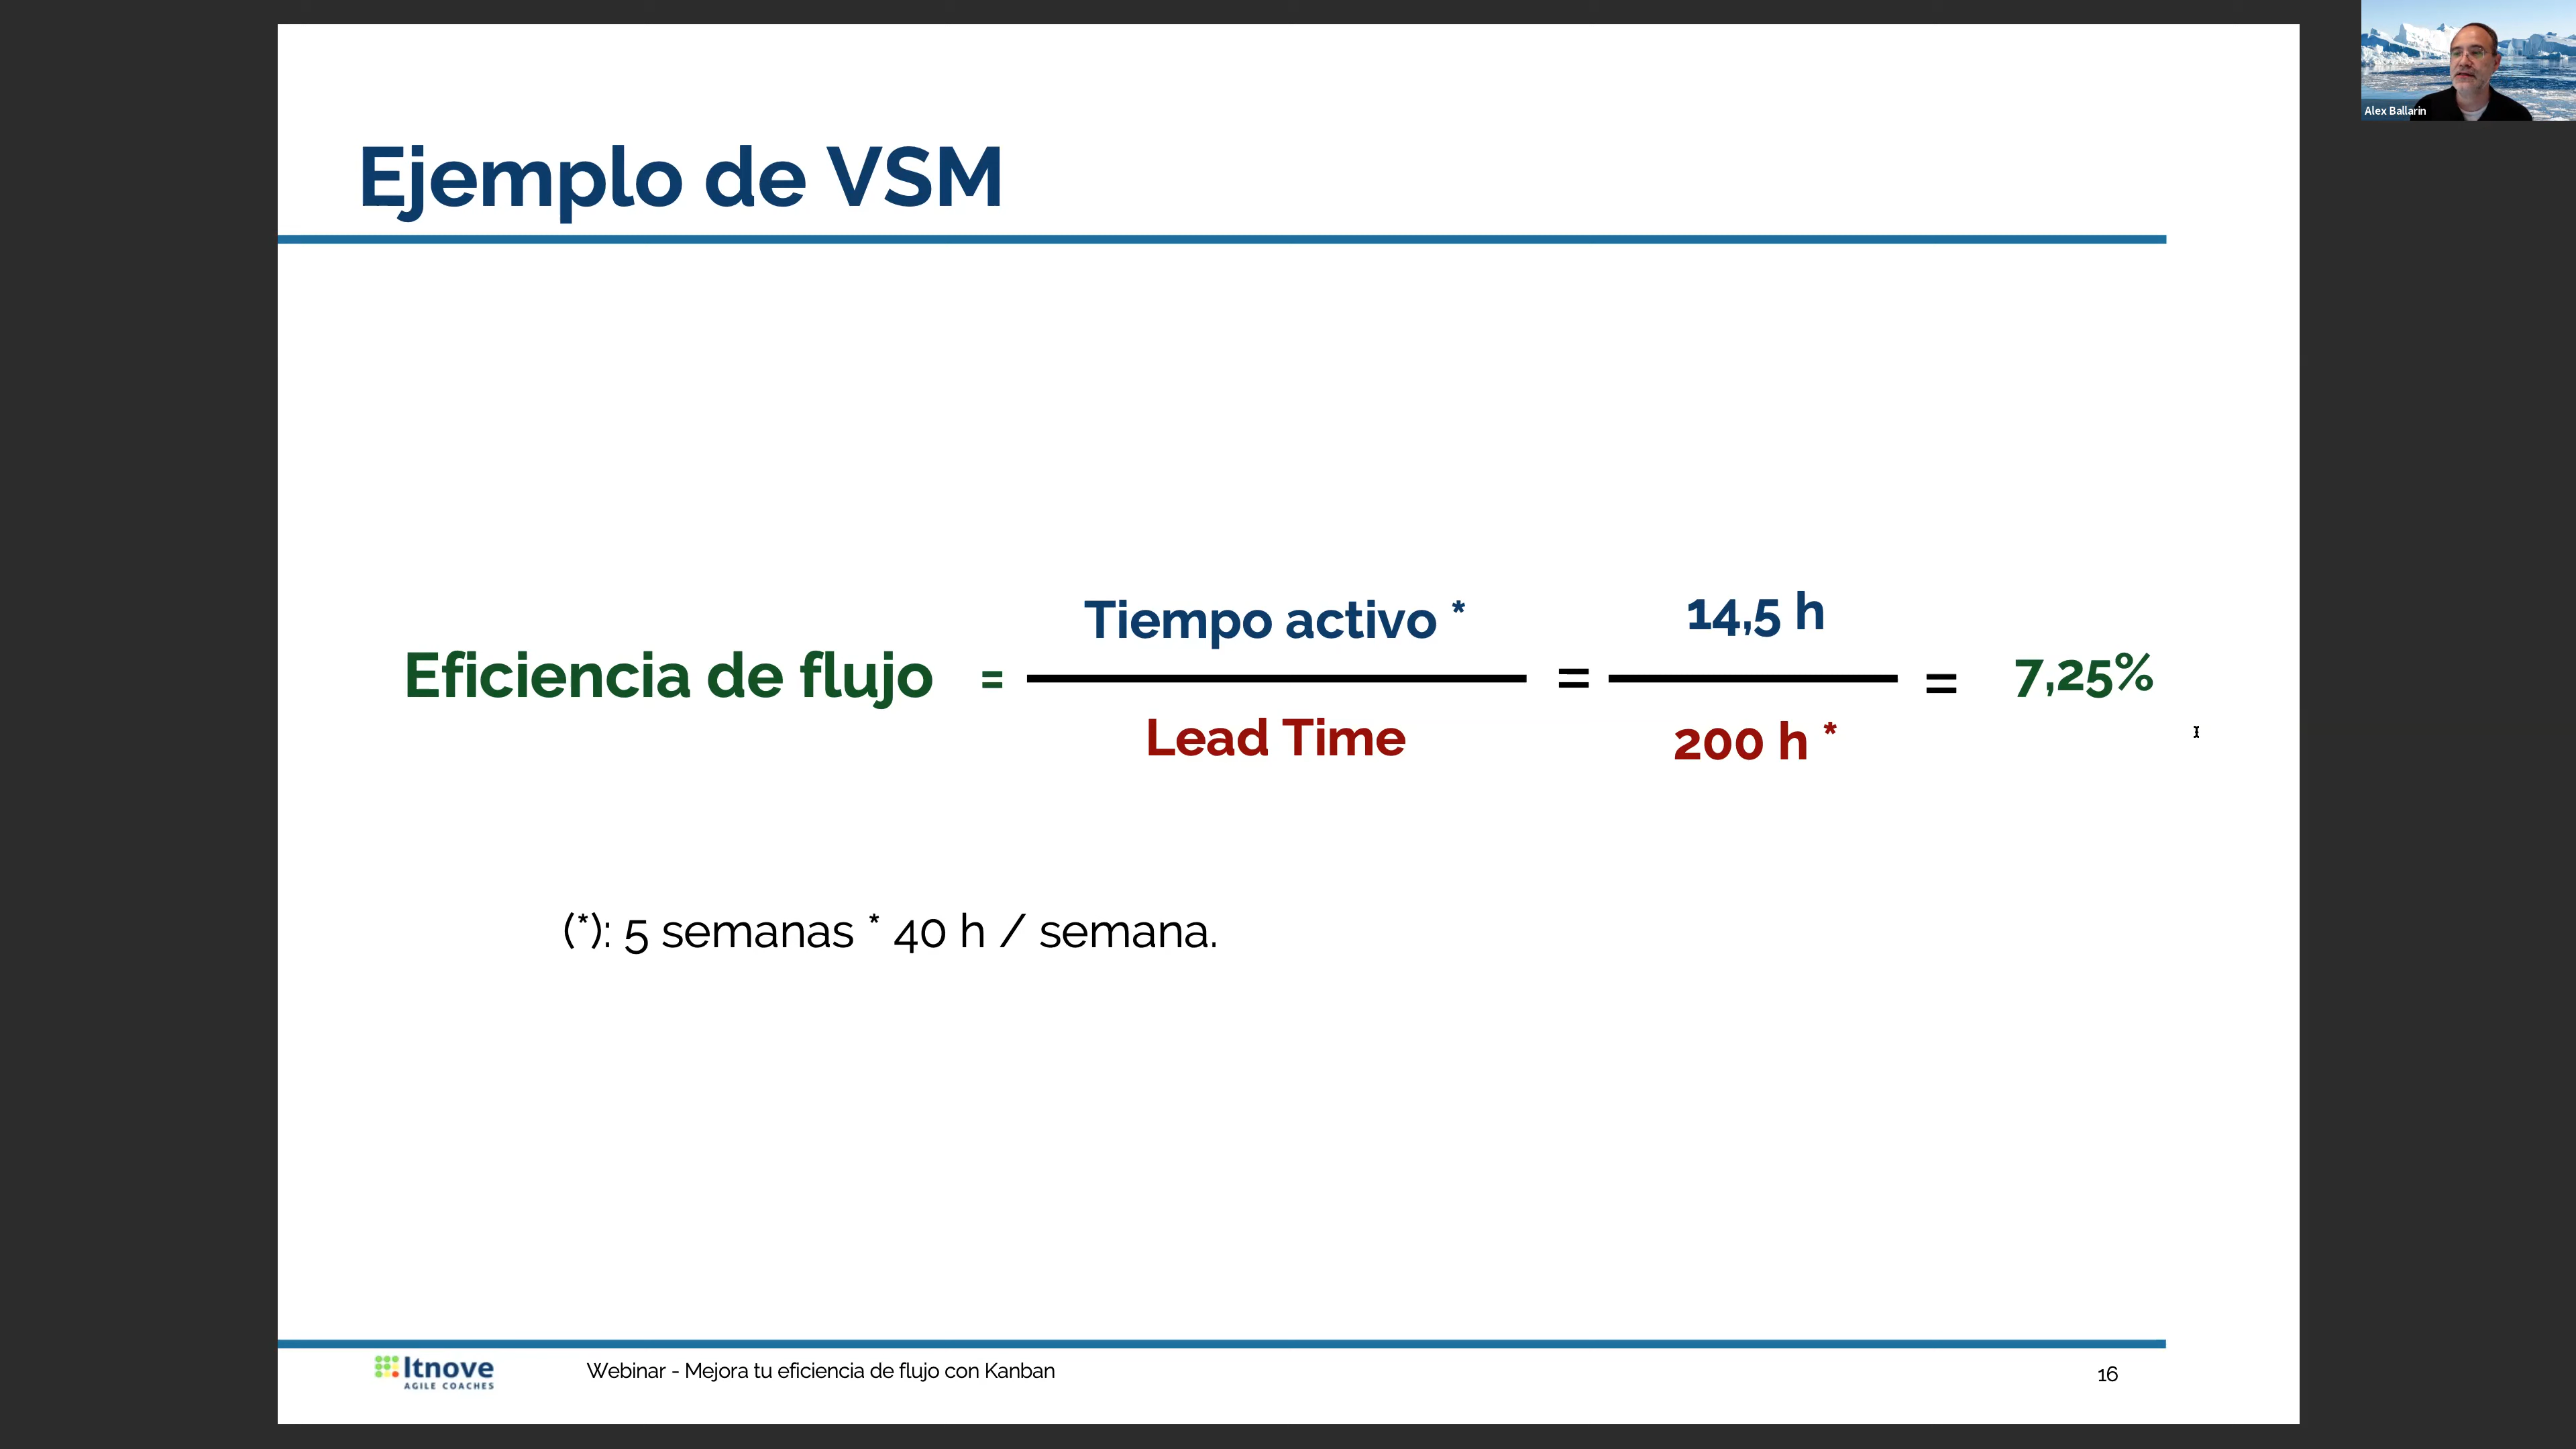 Alex Ballarin
Ejemplo de VSM
Eficiencia de flujo = Tiempo activo * = 14,5 h = 7,25%
Lead Time 200 h *
(*): 5 semanas * 40 h / semana.
Itnove
AGILE COACHES
Webinar - Mejora tu eficiencia de flujo con Kanban
16